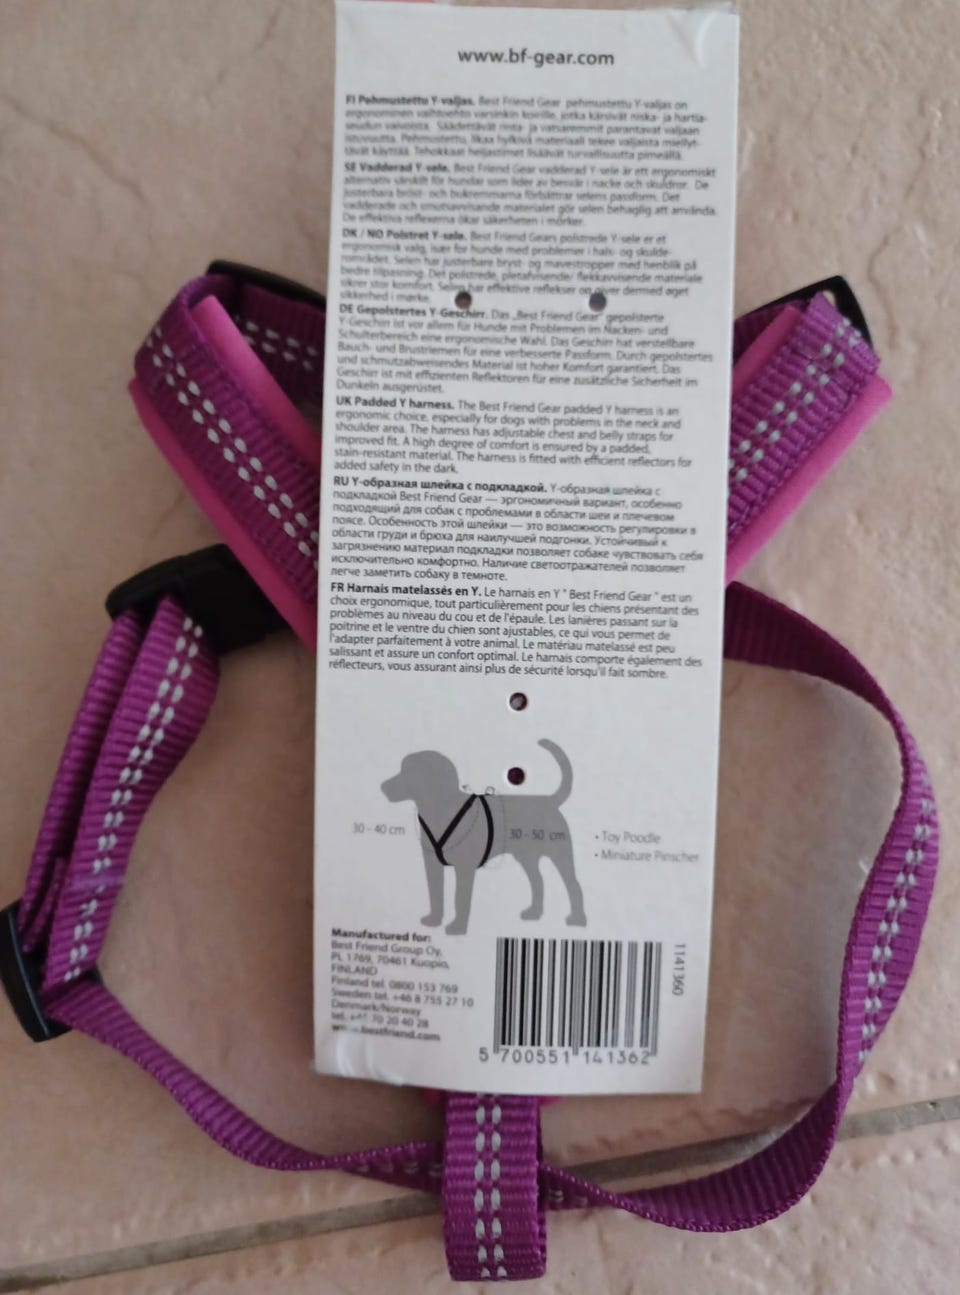 www.bf-gear.com
FI Pehmustettu Y-valjas. Best Friend Gear pehmustettu Y-valjas on
ergonominen vaihtoehto varsinkin koirille, jotka kärsivät niska- ja hartia-
seudun vaivoista. Säädettävät rinta- ja vatsaremmit parantavat valjaan
istuvuutta. Pehmustettu, likaa hylkivä materiaali tekee valjaista miellyt-
tävät käyttää. Tehokkaat heijastimet lisäävät turvallisuutta pimeällä.
SE Vadderad Y-sele. Best Friend Gear vadderad Y-sele är ett ergonomiskt
alternativ särskilt för hundar som lider av besvär i nacke och skuldror. De
justerbara bröst- och bukremmarna förbättrar selens passform. Det
vadderade och smutsavvisande materialet gör selen behaglig att använda.
De effektiva reflexerna ökar säkerheten i mörker.
DK / NO Polstret Y-sele. Best Friend Gears polstrede Y-sele er et
ergonomisk valg, især for hunde med problemer i hals- og skulde-
rområdet. Selen har justerbare bryst- og mavestropper med henblik på
bedre tilpasning. Det polstrede, pletafvisende/ flekkavvisende materiale
sikrer stor komfort. Selen har effektive reflekser og giver dermed øget
sikkerhed i mørke.
DE Gepolstertes Y-Geschirr. Das „Best Friend Gear" gepolsterte
Y-Geschirr ist vor allem für Hunde mit Problemen im Nacken- und
Schulterbereich eine ergonomische Wahl. Das Geschirr hat verstellbare
Bauch- und Brustriemen für eine verbesserte Passform. Durch gepolstertes
und schmutzabweisendes Material ist hoher Komfort garantiert. Das
Geschirr ist mit effizienten Reflektoren für eine zusätzliche Sicherheit im
Dunkeln ausgerüstet.
UK Padded Y harness. The Best Friend Gear padded Y harness is an
ergonomic choice, especially for dogs with problems in the neck and
shoulder area. The harness has adjustable chest and belly straps for
improved fit. A high degree of comfort is ensured by a padded,
stain-resistant material. The harness is fitted with efficient reflectors for
added safety in the dark.
RU Y-образная шлейка с подкладкой. Y-образная шлейка с
подкладкой Best Friend Gear — эргономичный вариант, особенно
подходящий для собак с проблемами в области шеи и плечевом
поясе. Особенность этой шлейки — это возможность регулировки в
области груди и брюха для наилучшей подгонки. Устойчивый к
загрязнению материал подкладки позволяет собаке чувствовать себя
исключительно комфортно. Наличие светоотражателей позволяет
легче заметить собаку в темноте.
FR Harnais matelassés en Y. Le harnais en Y " Best Friend Gear " est un
choix ergonomique, tout particulièrement pour les chiens présentant des
problèmes au niveau du cou et de l'épaule. Les lanières passant sur la
poitrine et le ventre du chien sont ajustables, ce qui vous permet de
l'adapter parfaitement à votre animal. Le matériau matelassé est peu
salissant et assure un confort optimal. Le harnais comporte également des
réflecteurs, vous assurant ainsi plus de sécurité lorsqu'il fait sombre.
30 - 40 cm
30 - 50 cm
• Toy Poodle
• Miniature Pinscher
Manufactured for:
Best Friend Group Oy,
PL 1769, 70461 Kuopio,
FINLAND
Finland tel. 0800 153 769
Sweden tel. +46 8 755 27 10
Denmark/Norway
tel. 70 20 40 28
bestfriend.com
1141360
5 700551 141362